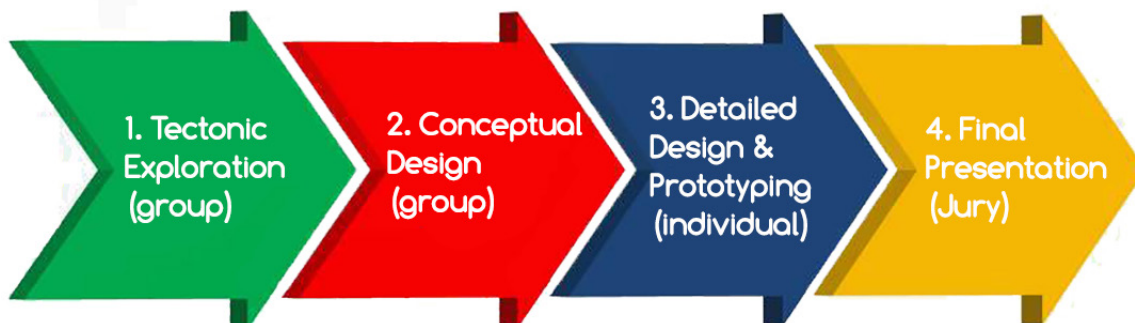 1. Tectonic
Exploration
(group)
2. Conceptual
Design
(group)
3. Detailed
Design &
Prototyping
(individual)
4. Final
Presentation
(Jury)